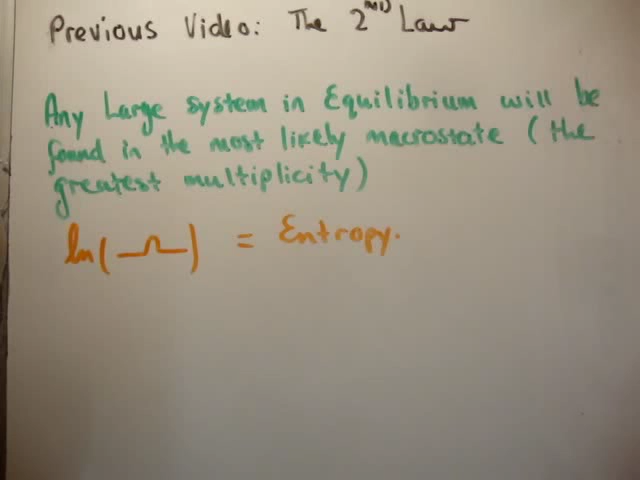 Previous Video: The 2nd Law
Any Large system in Equilibrium will be
found in the most likely macrostate (the
greatest multiplicity)
ln(Ω) = Entropy.